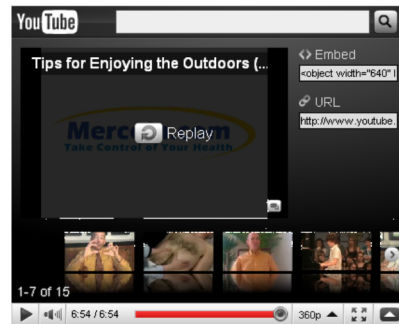 YouTube
Tips for Enjoying the Outdoors (...
Embed
<object width="640" l
URL
http://www.youtube.
Replay
Take Control of Your Health
1-7 of 15
6:54 / 6:54
360p